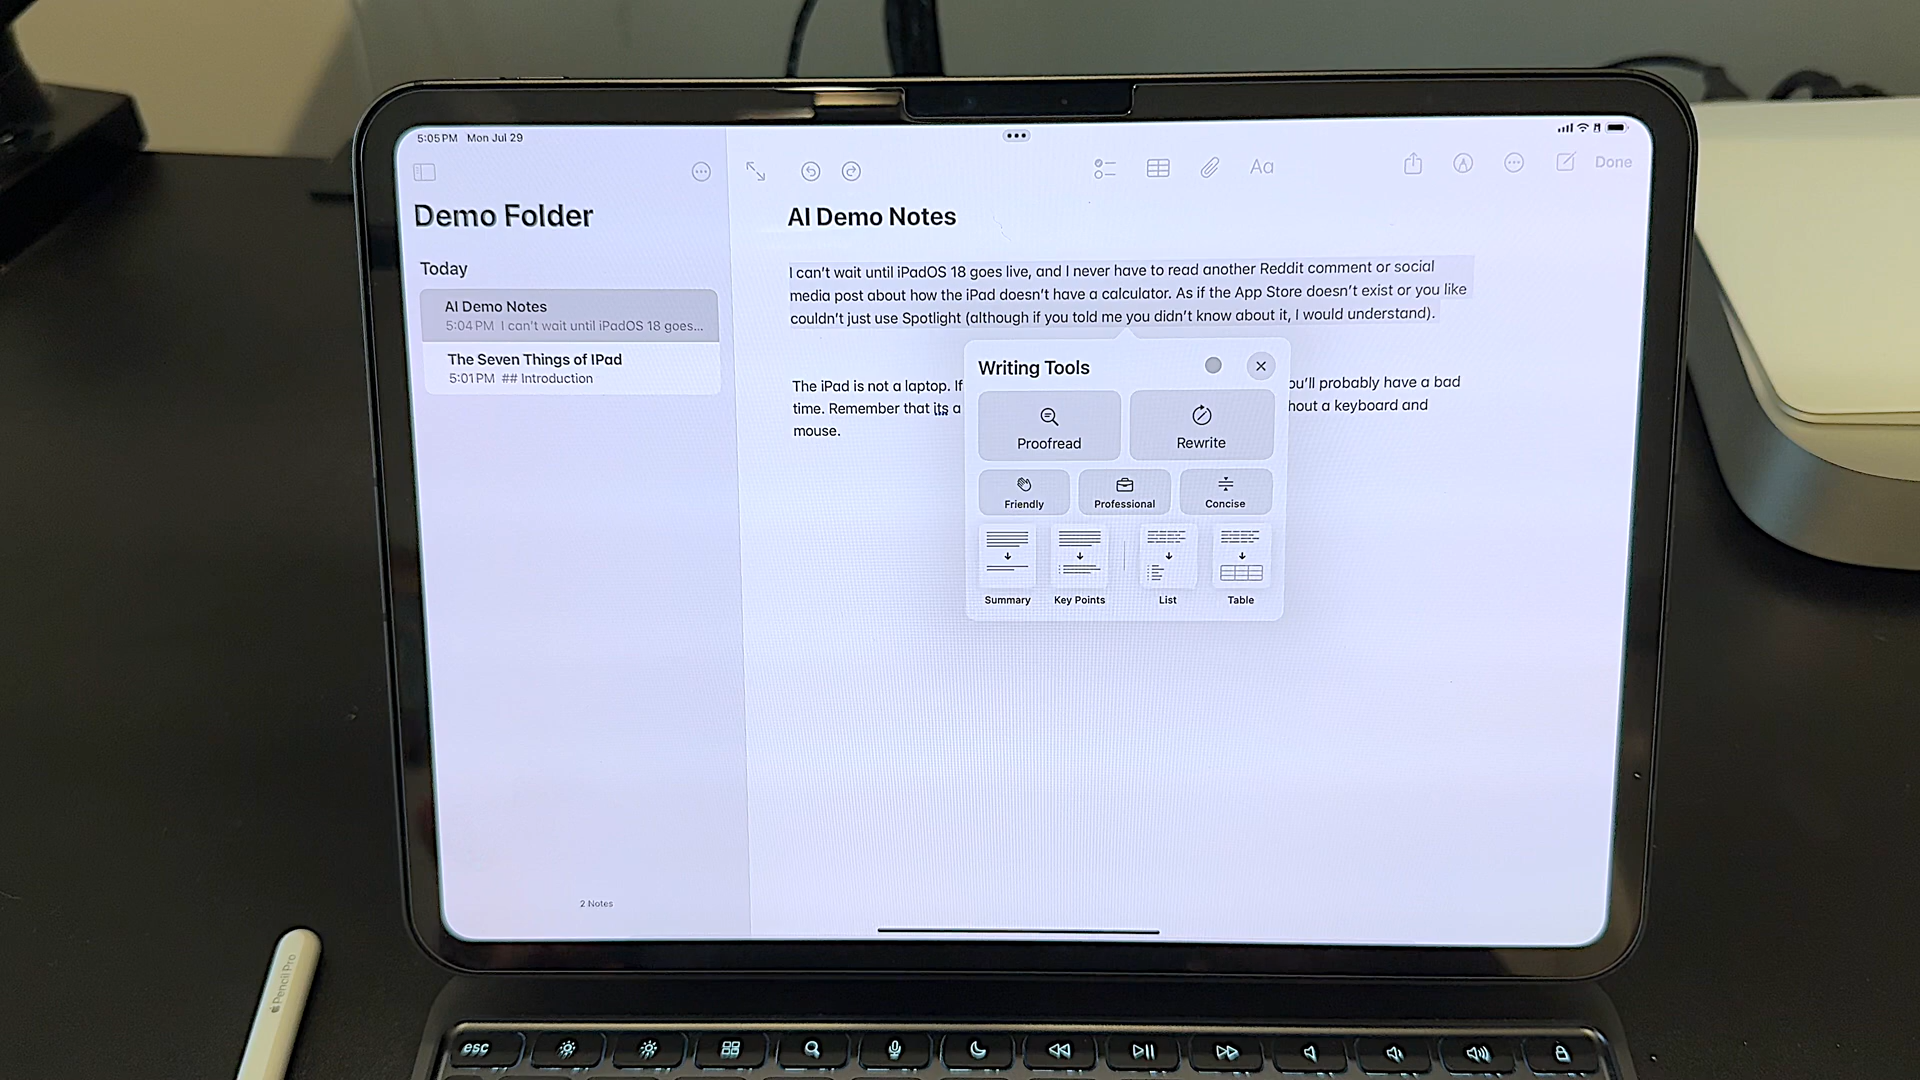 5:05 PM Mon Jul 29
Demo Folder
Today
AI Demo Notes
5:04 PM I can't wait until iPadOS 18 goes...
The Seven Things of IPad
5:01 PM ## Introduction
2 Notes
Aa
Done
AI Demo Notes
I can't wait until iPadOS 18 goes live, and I never have to read another Reddit comment or social
media post about how the iPad doesn't have a calculator. As if the App Store doesn't exist or you like
couldn't just use Spotlight (although if you told me you didn't know about it, I would understand).
The iPad is not a laptop. If
ou'll probably have a bad
time. Remember that its a
hout a keyboard and
mouse.
Writing Tools
Proofread
Rewrite
Friendly
Professional
Concise
Summary
Key Points
List
Table
Pencil Pro
esc